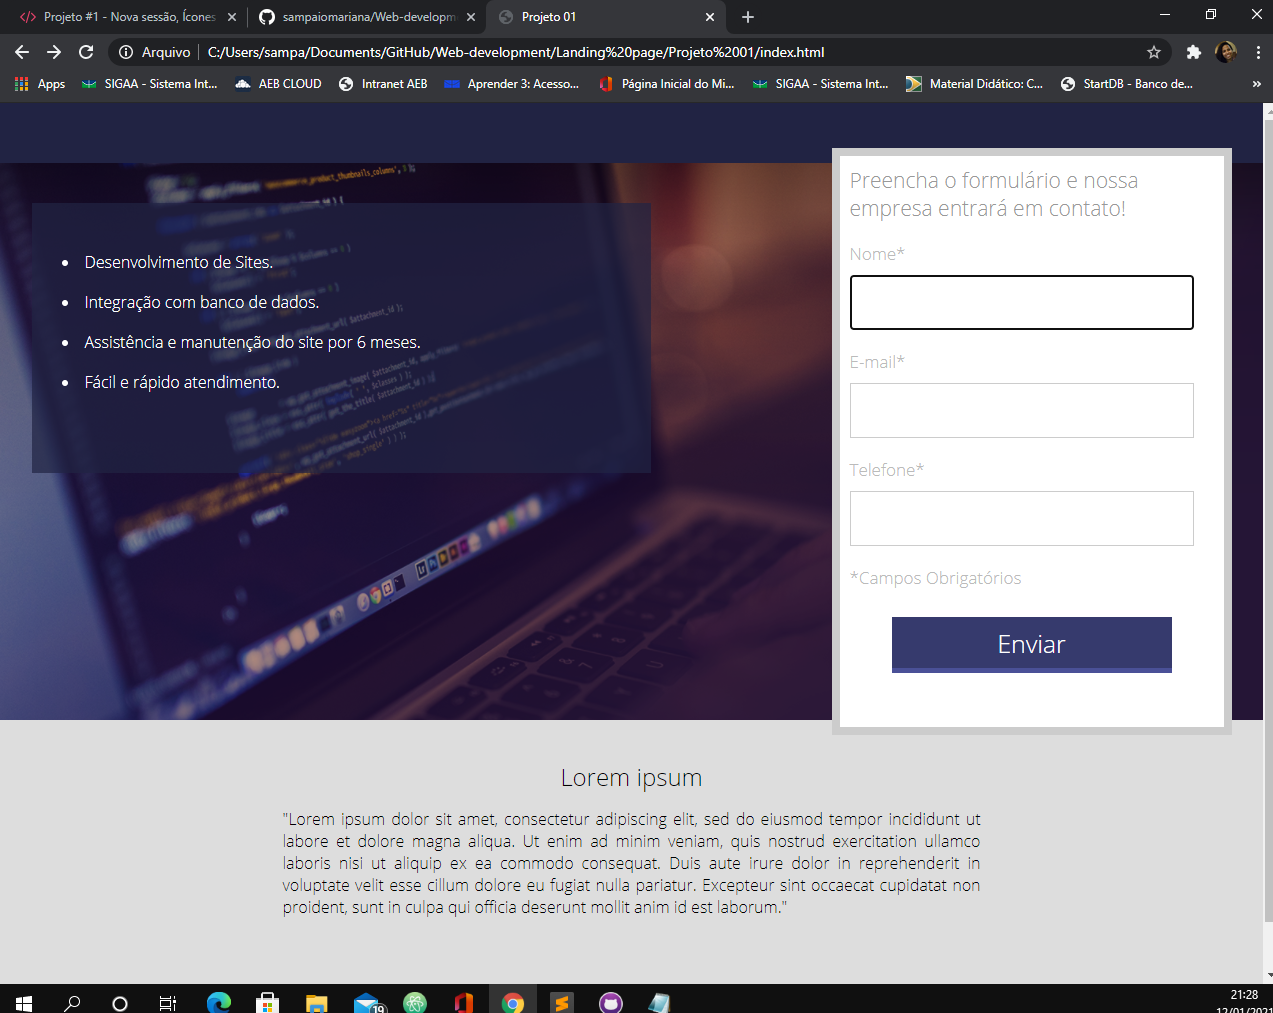 Projeto #1 - Nova sessão, Ícones
sampaiomariana/Web-developm
Projeto 01
Arquivo
C:/Users/sampa/Documents/GitHub/Web-development/Landing%20page/Projeto%2001/index.html
Apps
SIGAA - Sistema Int...
AEB CLOUD
Intranet AEB
Aprender 3: Acesso...
Página Inicial do Mi...
SIGAA - Sistema Int...
Material Didático: C...
StartDB - Banco de...
»
Desenvolvimento de Sites.
Integração com banco de dados.
Assistência e manutenção do site por 6 meses.
Fácil e rápido atendimento.
Preencha o formulário e nossa
empresa entrará em contato!
Nome*
E-mail*
Telefone*
*Campos Obrigatórios
Enviar
Lorem ipsum
"Lorem ipsum dolor sit amet, consectetur adipiscing elit, sed do eiusmod tempor incididunt ut
labore et dolore magna aliqua. Ut enim ad minim veniam, quis nostrud exercitation ullamco
laboris nisi ut aliquip ex ea commodo consequat. Duis aute irure dolor in reprehenderit in
voluptate velit esse cillum dolore eu fugiat nulla pariatur. Excepteur sint occaecat cupidatat non
proident, sunt in culpa qui officia deserunt mollit anim id est laborum."
19
21:28
12/01/2021